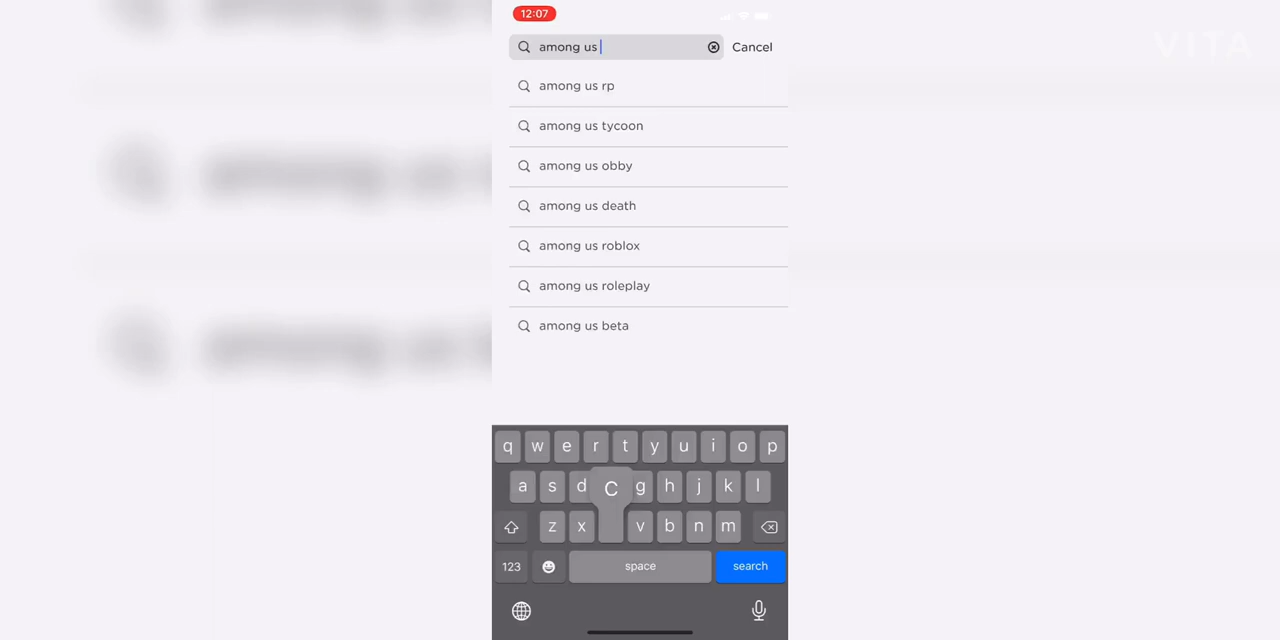 12:07
VITA
among us
Cancel
among us rp
among us tycoon
among us obby
among us death
among us roblox
among us roleplay
among us beta
q w e r t y u i o p
a s d C g h j k l
z x v b n m
123 space search